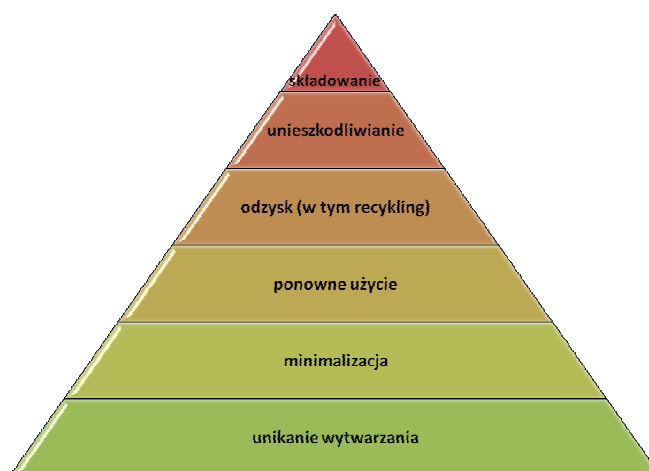 składowanie
unieszkodliwianie
odzysk (w tym recykling)
ponowne użycie
minimalizacja
unikanie wytwarzania